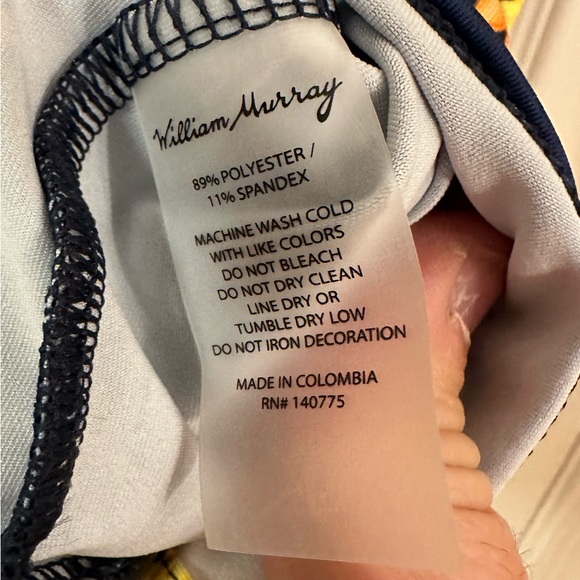 William Murray
89% POLYESTER /
11% SPANDEX
MACHINE WASH COLD
WITH LIKE COLORS
DO NOT BLEACH
DO NOT DRY CLEAN
LINE DRY OR
TUMBLE DRY LOW
DO NOT IRON DECORATION
MADE IN COLOMBIA
RN# 140775